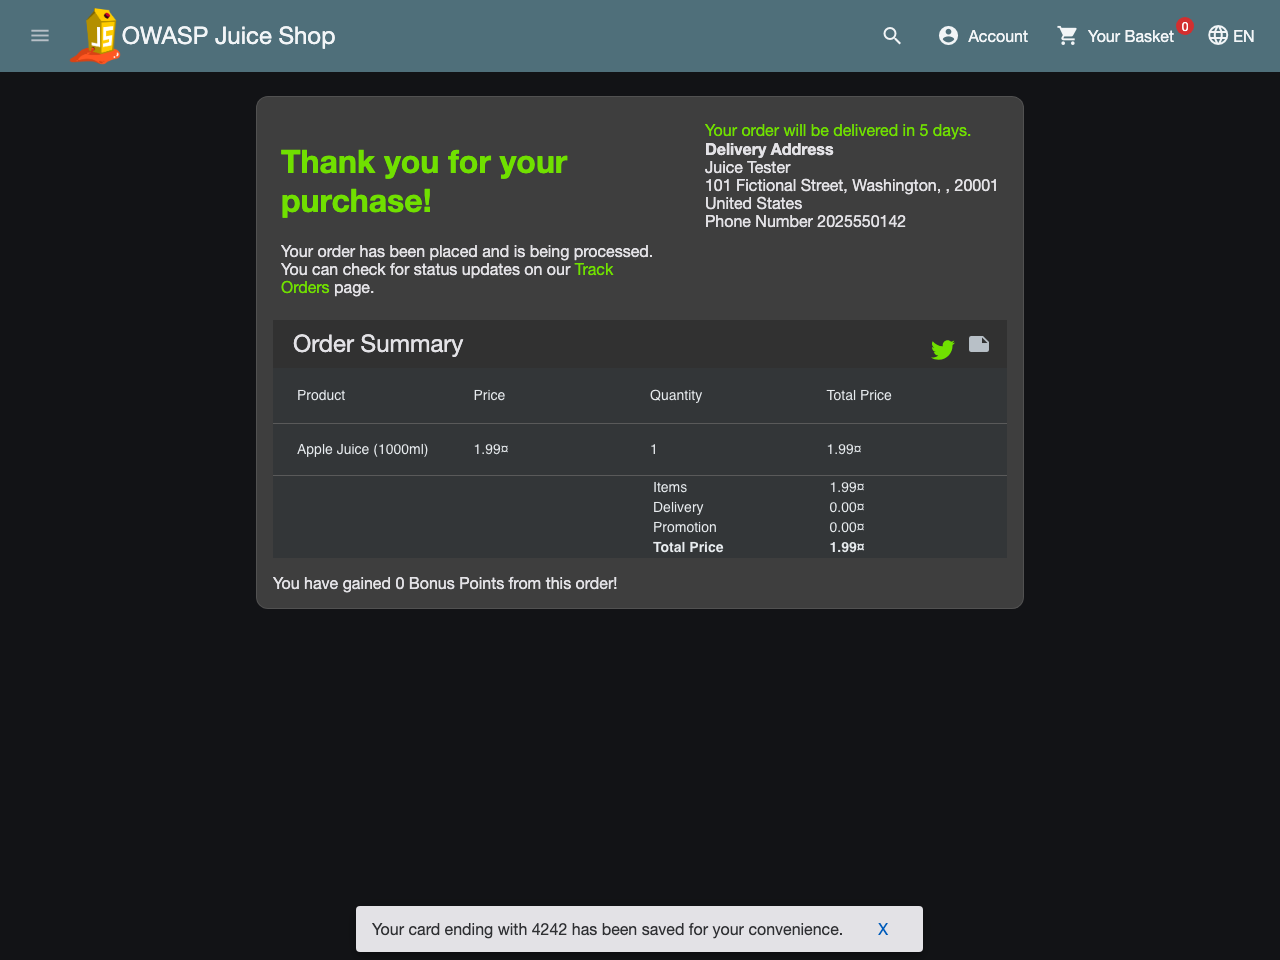 OWASP Juice Shop
Account
Your Basket 0
EN
Thank you for your
purchase!
Your order has been placed and is being processed.
You can check for status updates on our Track
Orders page.
Your order will be delivered in 5 days.
Delivery Address
Juice Tester
101 Fictional Street, Washington, , 20001
United States
Phone Number 2025550142
Order Summary
Product Price Quantity Total Price
Apple Juice (1000ml) 1.99¤ 1 1.99¤
Items 1.99¤
Delivery 0.00¤
Promotion 0.00¤
Total Price 1.99¤
You have gained 0 Bonus Points from this order!
Your card ending with 4242 has been saved for your convenience. X